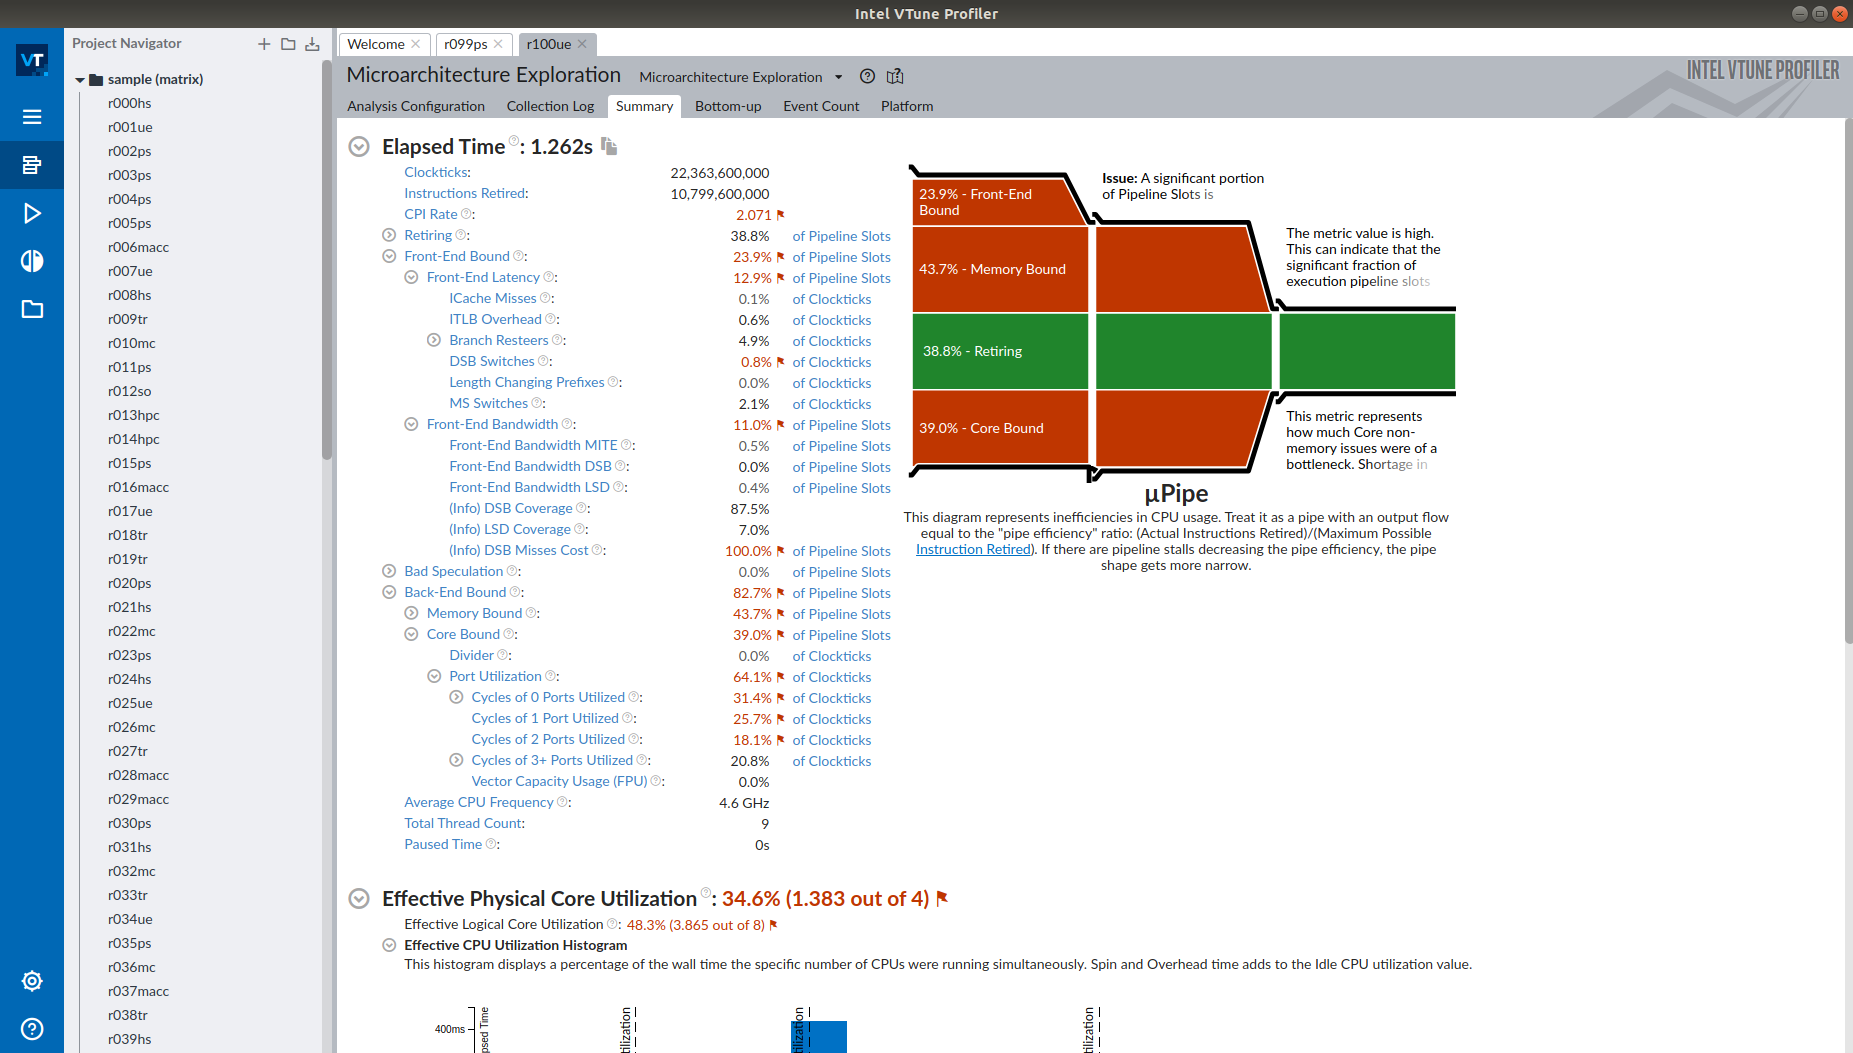 Intel VTune Profiler
VT
Project Navigator
sample (matrix)
r000hs
r001ue
r002ps
r003ps
r004ps
r005ps
r006macc
r007ue
r008hs
r009tr
r010mc
r011ps
r012so
r013hpc
r014hpc
r015ps
r016macc
r017ue
r018tr
r019tr
r020ps
r021hs
r022mc
r023ps
r024hs
r025ue
r026mc
r027tr
r028macc
r029macc
r030ps
r031hs
r032mc
r033tr
r034ue
r035ps
r036mc
r037macc
r038tr
r039hs
Welcome r099ps r100ue
Microarchitecture Exploration Microarchitecture Exploration
INTEL VTUNE PROFILER
Analysis Configuration Collection Log Summary Bottom-up Event Count Platform
Elapsed Time: 1.262s
Clockticks: 22,363,600,000
Instructions Retired: 10,799,600,000
CPI Rate: 2.071
Retiring: 38.8% of Pipeline Slots
Front-End Bound: 23.9% of Pipeline Slots
Front-End Latency: 12.9% of Pipeline Slots
ICache Misses: 0.1% of Clockticks
ITLB Overhead: 0.6% of Clockticks
Branch Resteers: 4.9% of Clockticks
DSB Switches: 0.8% of Clockticks
Length Changing Prefixes: 0.0% of Clockticks
MS Switches: 2.1% of Clockticks
Front-End Bandwidth: 11.0% of Pipeline Slots
Front-End Bandwidth MITE: 0.5% of Pipeline Slots
Front-End Bandwidth DSB: 0.0% of Pipeline Slots
Front-End Bandwidth LSD: 0.4% of Pipeline Slots
(Info) DSB Coverage: 87.5%
(Info) LSD Coverage: 7.0%
(Info) DSB Misses Cost: 100.0% of Pipeline Slots
Bad Speculation: 0.0% of Pipeline Slots
Back-End Bound: 82.7% of Pipeline Slots
Memory Bound: 43.7% of Pipeline Slots
Core Bound: 39.0% of Pipeline Slots
Divider: 0.0% of Clockticks
Port Utilization: 64.1% of Clockticks
Cycles of 0 Ports Utilized: 31.4% of Clockticks
Cycles of 1 Port Utilized: 25.7% of Clockticks
Cycles of 2 Ports Utilized: 18.1% of Clockticks
Cycles of 3+ Ports Utilized: 20.8% of Clockticks
Vector Capacity Usage (FPU): 0.0%
Average CPU Frequency: 4.6 GHz
Total Thread Count: 9
Paused Time: 0s
23.9% - Front-End
Bound
43.7% - Memory Bound
38.8% - Retiring
39.0% - Core Bound
Issue: A significant portion
of Pipeline Slots is
The metric value is high.
This can indicate that the
significant fraction of
execution pipeline slots
This metric represents
how much Core non-
memory issues were of a
bottleneck. Shortage in
µPipe
This diagram represents inefficiencies in CPU usage. Treat it as a pipe with an output flow
equal to the "pipe efficiency" ratio: (Actual Instructions Retired)/(Maximum Possible
Instruction Retired). If there are pipeline stalls decreasing the pipe efficiency, the pipe
shape gets more narrow.
Effective Physical Core Utilization: 34.6% (1.383 out of 4)
Effective Logical Core Utilization: 48.3% (3.865 out of 8)
Effective CPU Utilization Histogram
This histogram displays a percentage of the wall time the specific number of CPUs were running simultaneously. Spin and Overhead time adds to the Idle CPU utilization value.
400ms
Time